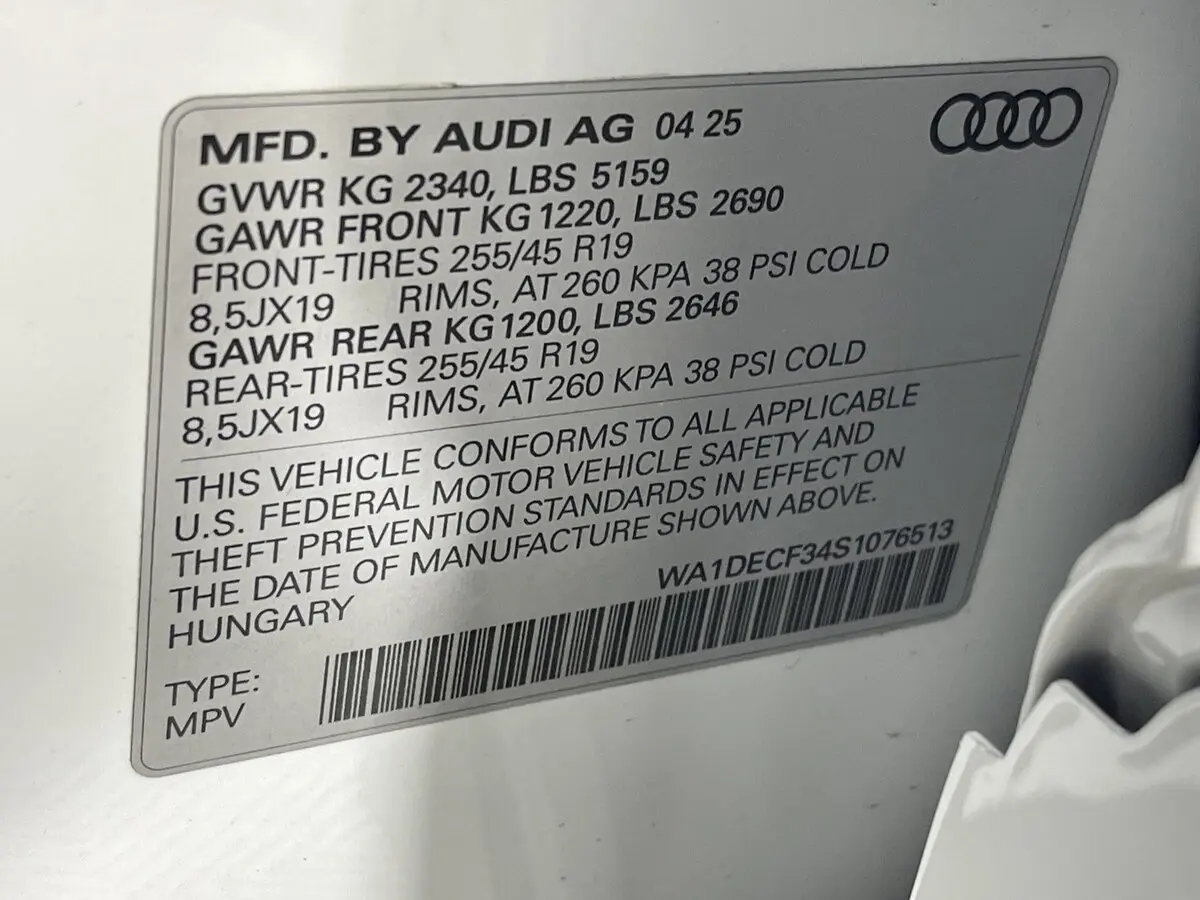 MFD. BY AUDI AG 04 25
GVWR KG 2340, LBS 5159
GAWR FRONT KG 1220, LBS 2690
FRONT-TIRES 255/45 R19
8,5JX19 RIMS, AT 260 KPA 38 PSI COLD
GAWR REAR KG 1200, LBS 2646
REAR-TIRES 255/45 R19
8,5JX19 RIMS, AT 260 KPA 38 PSI COLD
THIS VEHICLE CONFORMS TO ALL APPLICABLE
U.S. FEDERAL MOTOR VEHICLE SAFETY AND
THEFT PREVENTION STANDARDS IN EFFECT ON
THE DATE OF MANUFACTURE SHOWN ABOVE.
HUNGARY
WA1DECF34S1076513
TYPE:
MPV